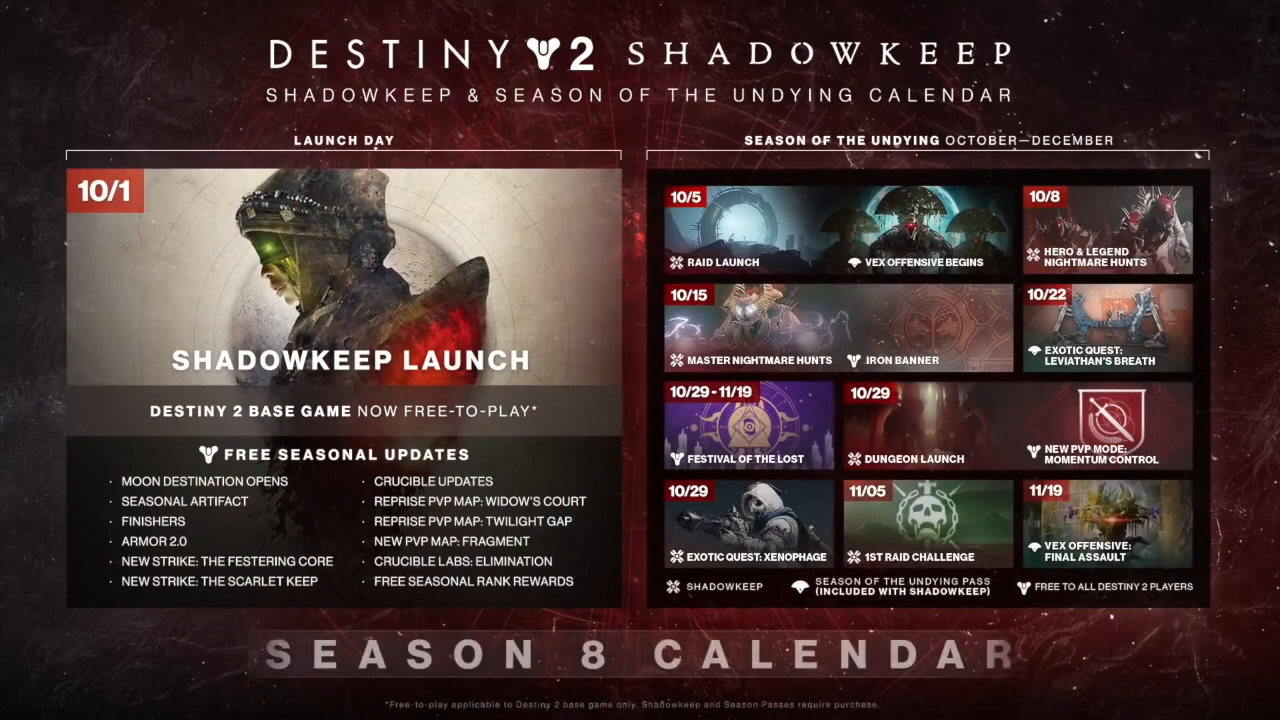 DESTINY 2 SHADOWKEEP
SHADOWKEEP & SEASON OF THE UNDYING CALENDAR
LAUNCH DAY
10/1
SHADOWKEEP LAUNCH
DESTINY 2 BASE GAME NOW FREE-TO-PLAY*
FREE SEASONAL UPDATES
· MOON DESTINATION OPENS
· SEASONAL ARTIFACT
· FINISHERS
· ARMOR 2.0
· NEW STRIKE: THE FESTERING CORE
· NEW STRIKE: THE SCARLET KEEP
· CRUCIBLE UPDATES
· REPRISE PVP MAP: WIDOW'S COURT
· REPRISE PVP MAP: TWILIGHT GAP
· NEW PVP MAP: FRAGMENT
· CRUCIBLE LABS: ELIMINATION
· FREE SEASONAL RANK REWARDS
SEASON OF THE UNDYING OCTOBER—DECEMBER
10/5
RAID LAUNCH
VEX OFFENSIVE BEGINS
10/8
HERO & LEGEND
NIGHTMARE HUNTS
10/15
MASTER NIGHTMARE HUNTS
IRON BANNER
10/22
EXOTIC QUEST:
LEVIATHAN'S BREATH
10/29 - 11/19
FESTIVAL OF THE LOST
10/29
DUNGEON LAUNCH
NEW PVP MODE:
MOMENTUM CONTROL
10/29
EXOTIC QUEST: XENOPHAGE
11/05
1ST RAID CHALLENGE
11/19
VEX OFFENSIVE:
FINAL ASSAULT
SHADOWKEEP
SEASON OF THE UNDYING PASS
(INCLUDED WITH SHADOWKEEP)
FREE TO ALL DESTINY 2 PLAYERS
SEASON 8 CALENDAR
*Free-to-play applicable to Destiny 2 base game only. Shadowkeep and Season Passes require purchase.